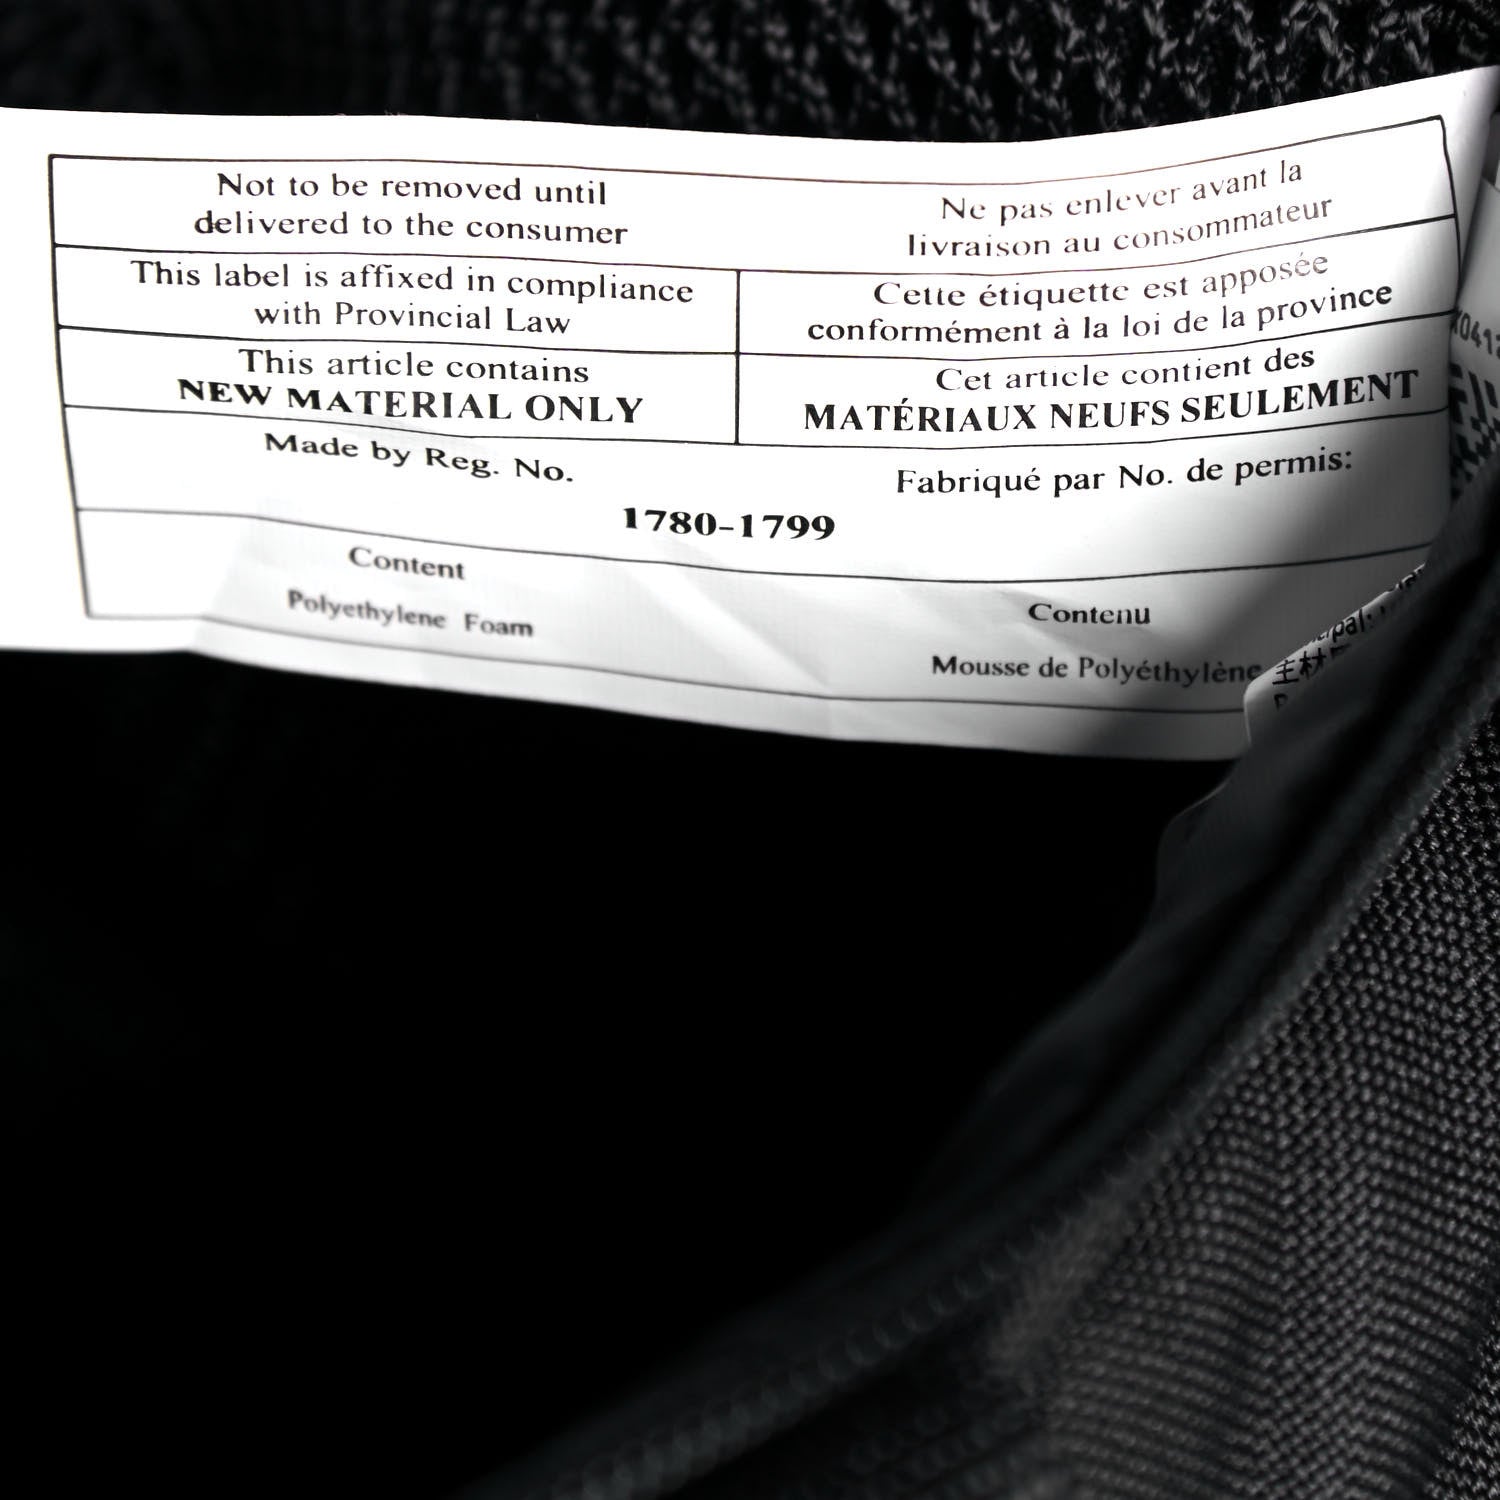 Not to be removed until
delivered to the consumer
Ne pas enlever avant la
livraison au consommateur
This label is affixed in compliance
with Provincial Law
Cette étiquette est apposée
conformément à la loi de la province
This article contains
NEW MATERIAL ONLY
Cet article contient des
MATÉRIAUX NEUFS SEULEMENT
Made by Reg. No.
Fabriqué par No. de permis:
1780-1799
Content
Polyethylene Foam
Contenu
Mousse de Polyéthylène
主材